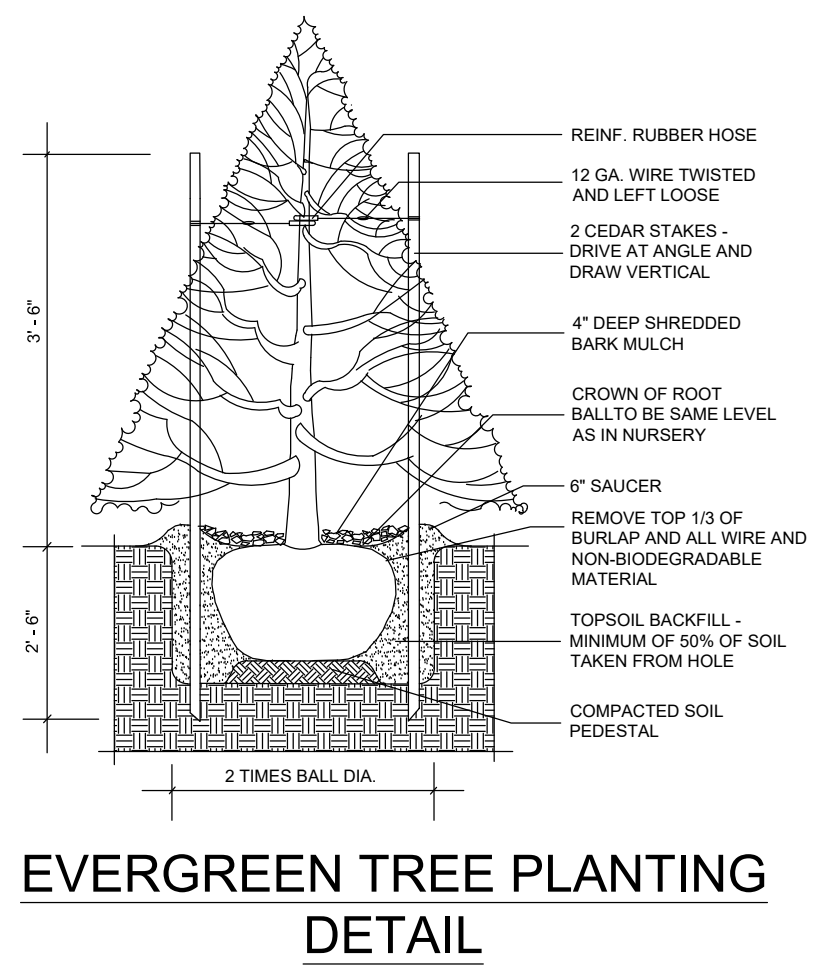 REINF. RUBBER HOSE
12 GA. WIRE TWISTED
AND LEFT LOOSE
2 CEDAR STAKES -
DRIVE AT ANGLE AND
DRAW VERTICAL
3' - 6"
4" DEEP SHREDDED
BARK MULCH
CROWN OF ROOT
BALLTO BE SAME LEVEL
AS IN NURSERY
6" SAUCER
REMOVE TOP 1/3 OF
BURLAP AND ALL WIRE AND
NON-BIODEGRADABLE
MATERIAL
2' - 6"
TOPSOIL BACKFILL -
MINIMUM OF 50% OF SOIL
TAKEN FROM HOLE
COMPACTED SOIL
PEDESTAL
2 TIMES BALL DIA.
EVERGREEN TREE PLANTING
DETAIL